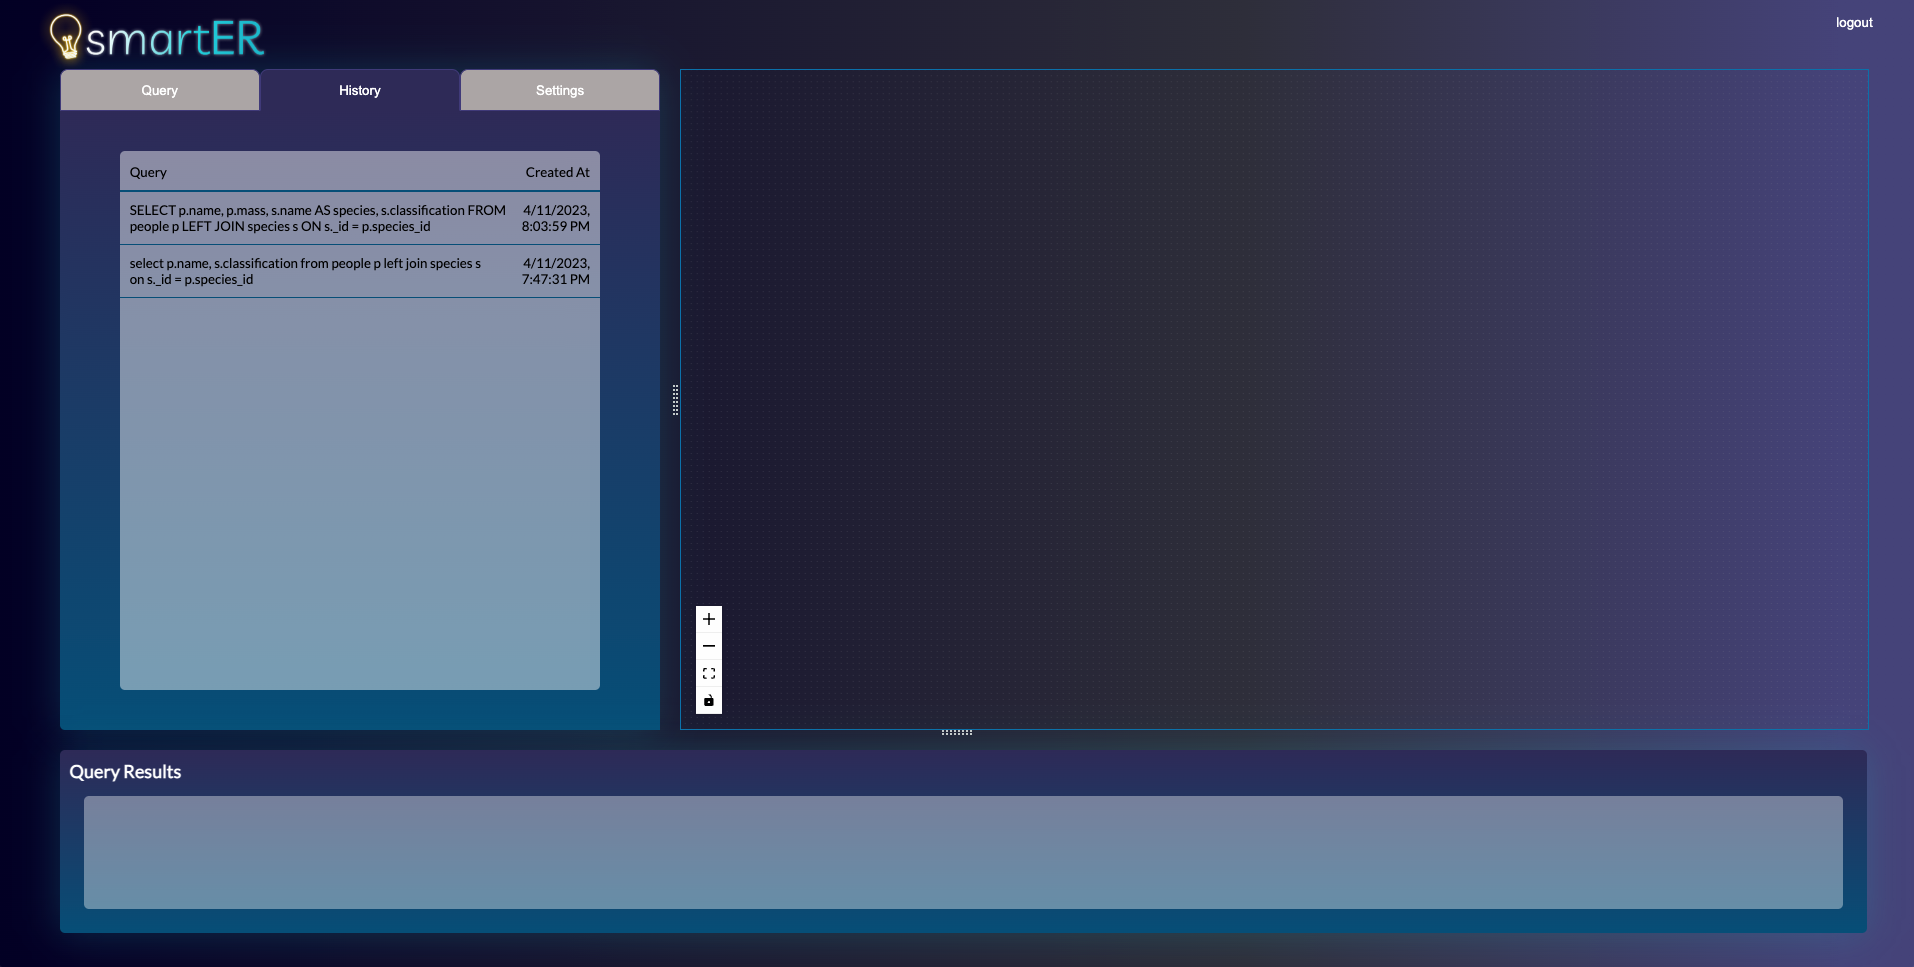 smartER
logout
Query
History
Settings
Query
Created At
SELECT p.name, p.mass, s.name AS species, s.classification FROM
people p LEFT JOIN species s ON s._id = p.species_id
4/11/2023,
8:03:59 PM
select p.name, s.classification from people p left join species s
on s._id = p.species_id
4/11/2023,
7:47:31 PM
Query Results